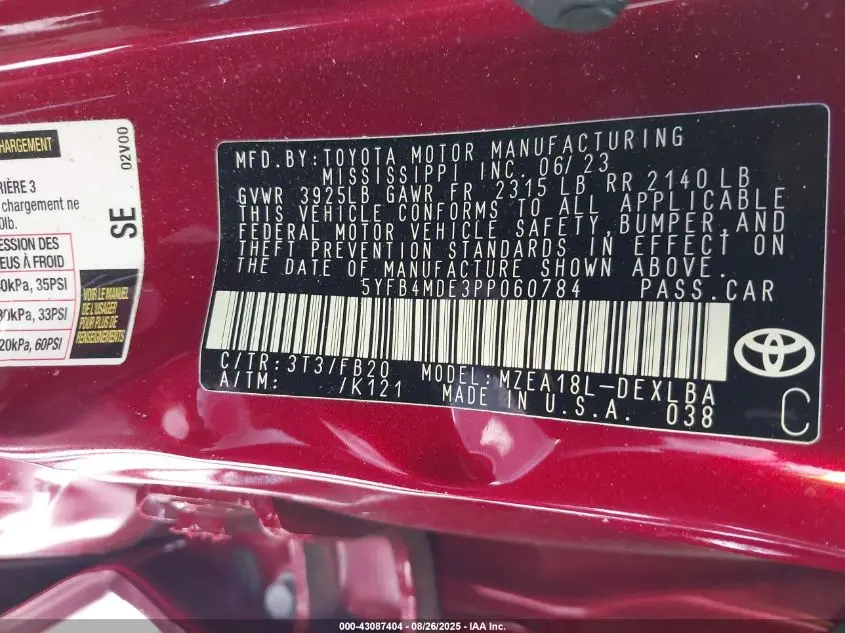 HARGEMENT
02V00
RIÈRE 3
chargement ne
0lb.
SE
ESSION DES
EUS À FROID
0kPa, 35PSI
30kPa, 33PSI
20kPa, 60PSI
VOIR LE MANUEL
DE L'USAGER
POUR PLUS DE
RENSEIGNEMENTS
MFD.BY:TOYOTA MOTOR MANUFACTURING
MISSISSIPPI INC. 06/23
GVWR 3925LB GAWR FR 2315 LB RR 2140 LB
THIS VEHICLE CONFORMS TO ALL APPLICABLE
FEDERAL MOTOR VEHICLE SAFETY,BUMPER,AND
THEFT PREVENTION STANDARDS IN EFFECT ON
THE DATE OF MANUFACTURE SHOWN ABOVE.
5YFB4MDE3PP060784 PASS.CAR
C/TR:3T3/FB20 MODEL:MZEA18L-DEXLBA
A/TM: /K121 MADE IN U.S.A. 038
C
000-43087404 - 08/26/2025 - IAA Inc.